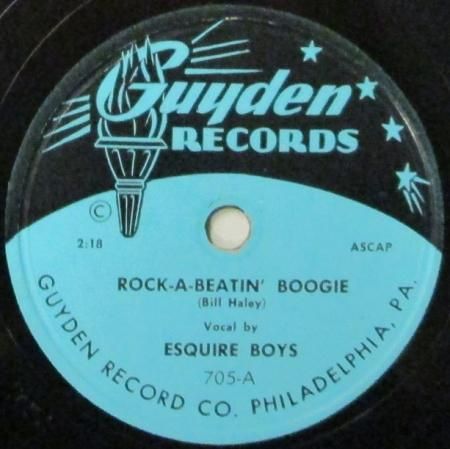 Guyden
RECORDS
©
2:18
ASCAP
ROCK-A-BEATIN' BOOGIE
(Bill Haley)
Vocal by
ESQUIRE BOYS
705-A
GUYDEN RECORD CO. PHILADELPHIA, PA.